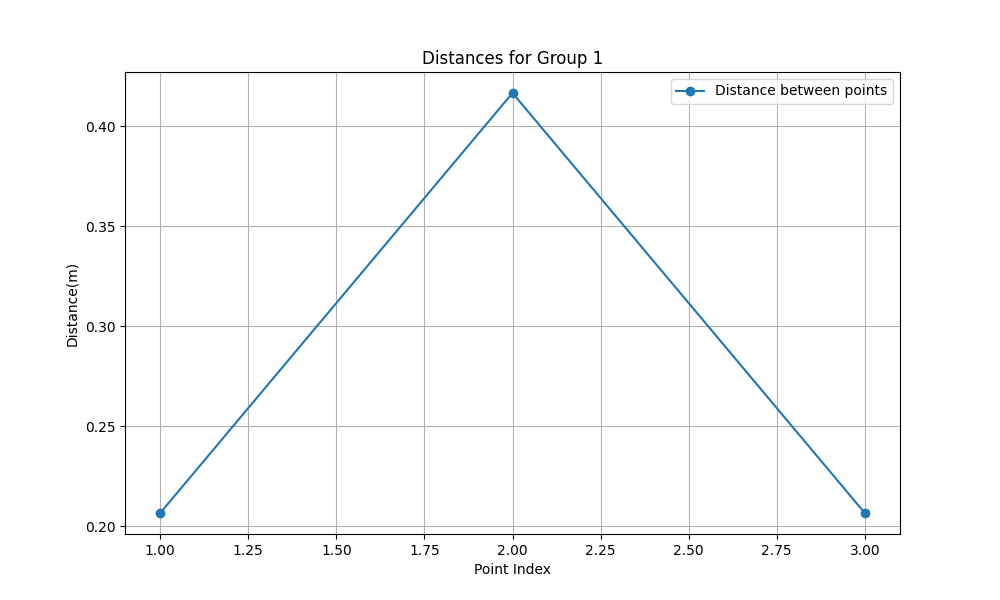 Distances for Group 1
Distance between points
0.40
0.35
0.30
0.25
0.20
Distance(m)
1.00 1.25 1.50 1.75 2.00 2.25 2.50 2.75 3.00
Point Index